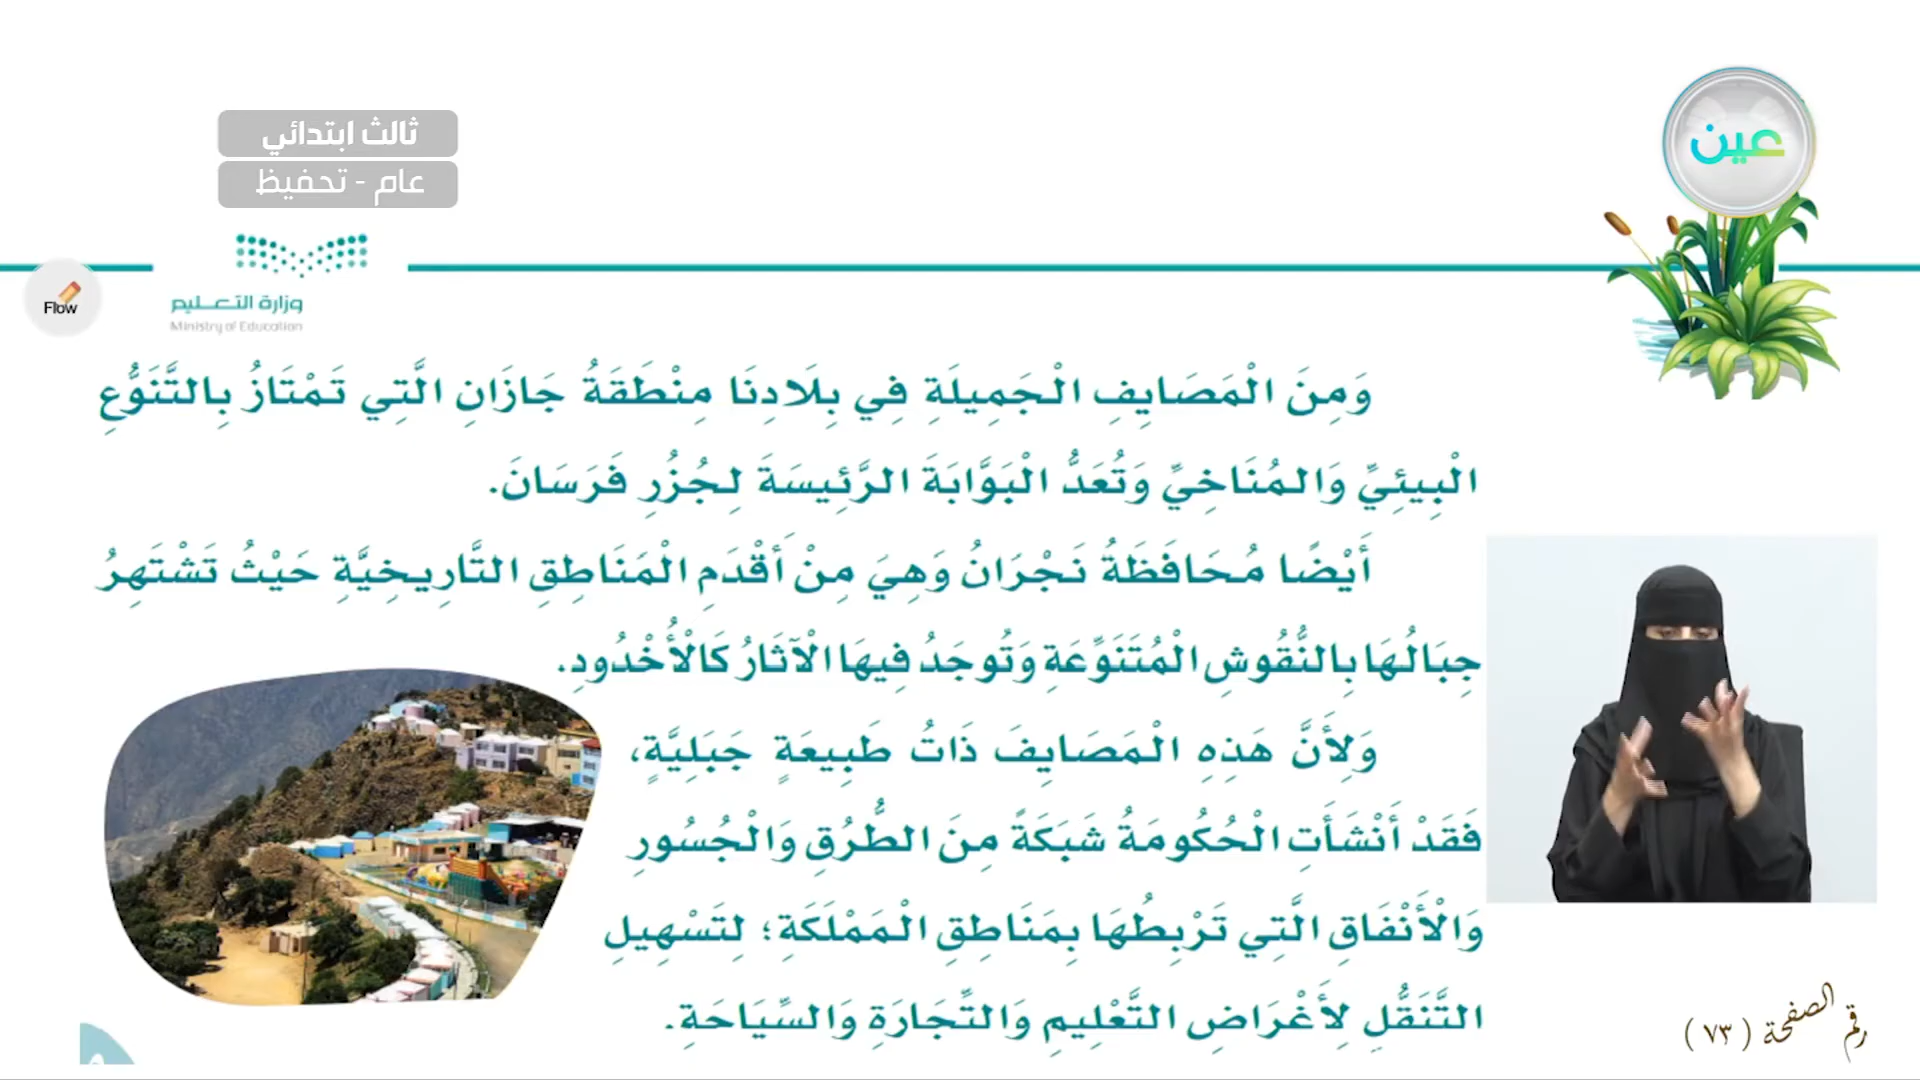 ثالث ابتدائي
عام - تحفيظ
عين
Flow
وزارة التعليم
Ministry of Education
وَمِنَ الْمَصَايِفِ الْجَمِيلَةِ فِي بِلَادِنَا مِنْطَقَةُ جَازَانِ الَّتِي تَمْتَازُ بِالتَّنَوُّعِ
الْبِيئِيِّ وَالمُنَاخِيِّ وَتُعَدُّ الْبَوَّابَةَ الرَّئِيسَةَ لِجُزُرِ فَرَسَانَ.
أَيْضًا مُحَافَظَةُ نَجْرَانُ وَهِيَ مِنْ أَقْدَمِ الْمَنَاطِقِ التَّارِيخِيَّةِ حَيْثُ تَشْتَهِرُ
جِبَالُهَا بِالنُّقُوشِ الْمُتَنَوِّعَةِ وَتُوجَدُ فِيهَا الْآثَارُ كَالْأُخْدُودِ.
وَلِأَنَّ هَذِهِ الْمَصَايِفَ ذَاتُ طَبِيعَةٍ جَبَلِيَّةٍ،
فَقَدْ أَنْشَأَتِ الْحُكُومَةُ شَبَكَةً مِنَ الطُّرُقِ وَالْجُسُورِ
وَالْأَنْفَاقِ الَّتِي تَرْبِطُهَا بِمَنَاطِقِ الْمَمْلَكَةِ؛ لِتَسْهِيلِ
التَّنَقُّلِ لِأَغْرَاضِ التَّعْلِيمِ وَالتِّجَارَةِ وَالسِّيَاحَةِ.
رقم الصفحة ( ٧٣ )